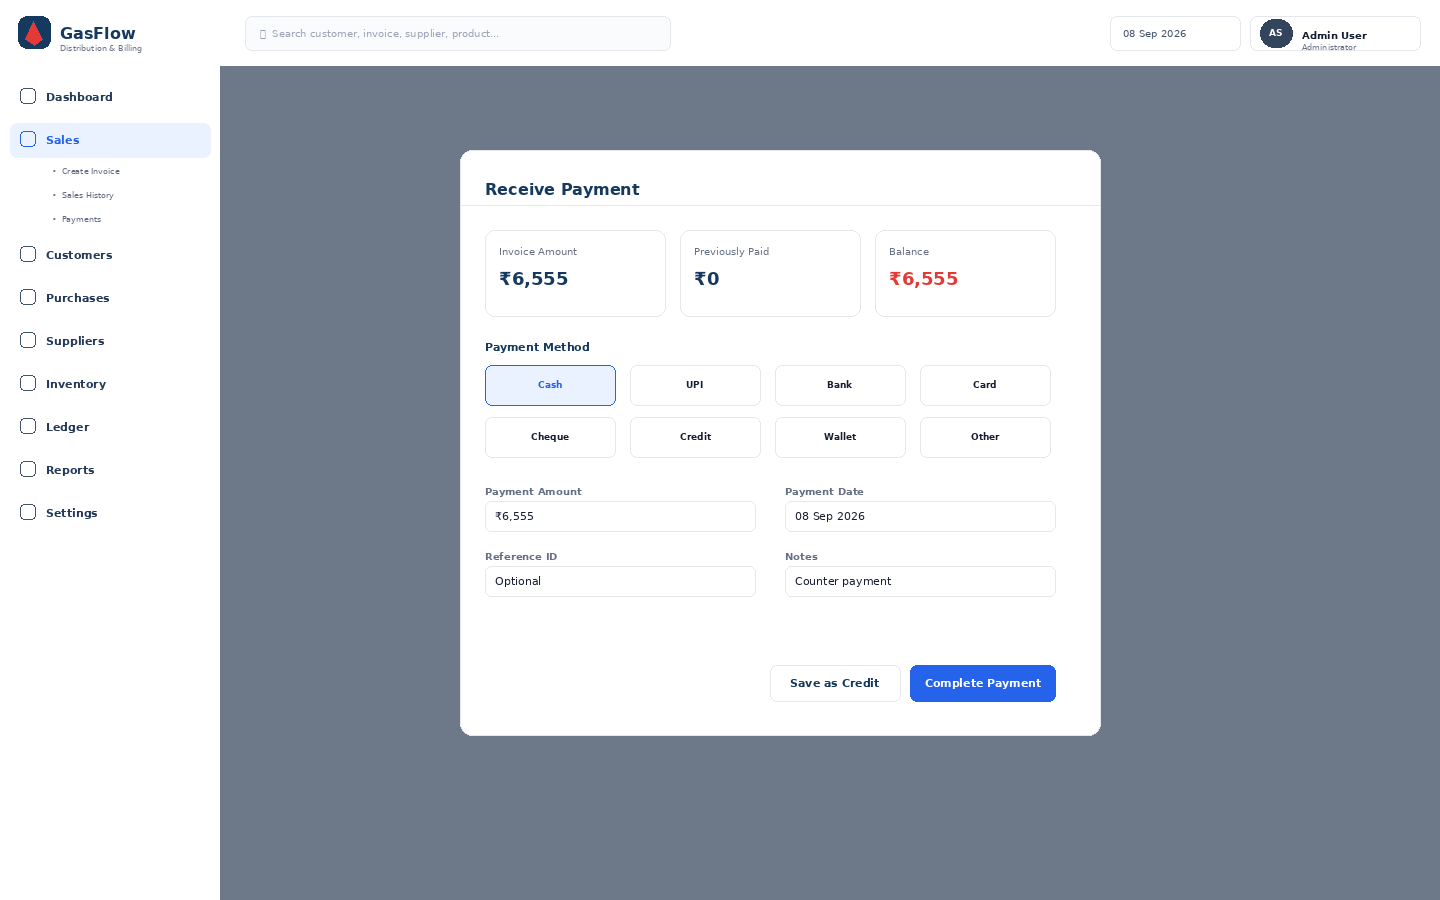 GasFlow
Distribution & Billing
Search customer, invoice, supplier, product...
08 Sep 2026
AS
Admin User
Administrator
Dashboard
Sales
• Create Invoice
• Sales History
• Payments
Customers
Purchases
Suppliers
Inventory
Ledger
Reports
Settings
Receive Payment
Invoice Amount
₹6,555
Previously Paid
₹0
Balance
₹6,555
Payment Method
Cash
UPI
Bank
Card
Cheque
Credit
Wallet
Other
Payment Amount
₹6,555
Payment Date
08 Sep 2026
Reference ID
Optional
Notes
Counter payment
Save as Credit
Complete Payment